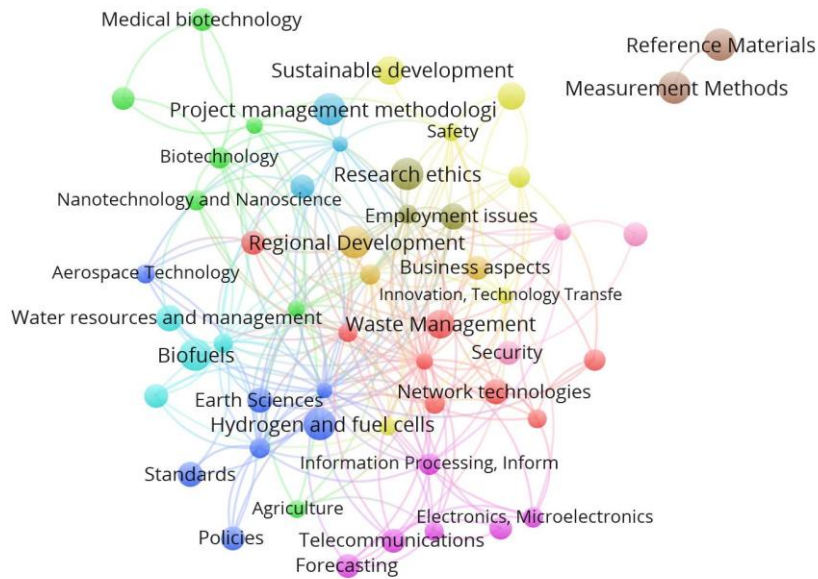 Medical biotechnology
Reference Materials
Sustainable development
Measurement Methods
Project management methodologi
Safety
Biotechnology
Research ethics
Nanotechnology and Nanoscience
Employment issues
Regional Development
Aerospace Technology
Business aspects
Innovation, Technology Transfe
Water resources and management
Waste Management
Biofuels
Security
Earth Sciences
Network technologies
Hydrogen and fuel cells
Information Processing, Inform
Standards
Agriculture
Electronics, Microelectronics
Policies
Telecommunications
Forecasting